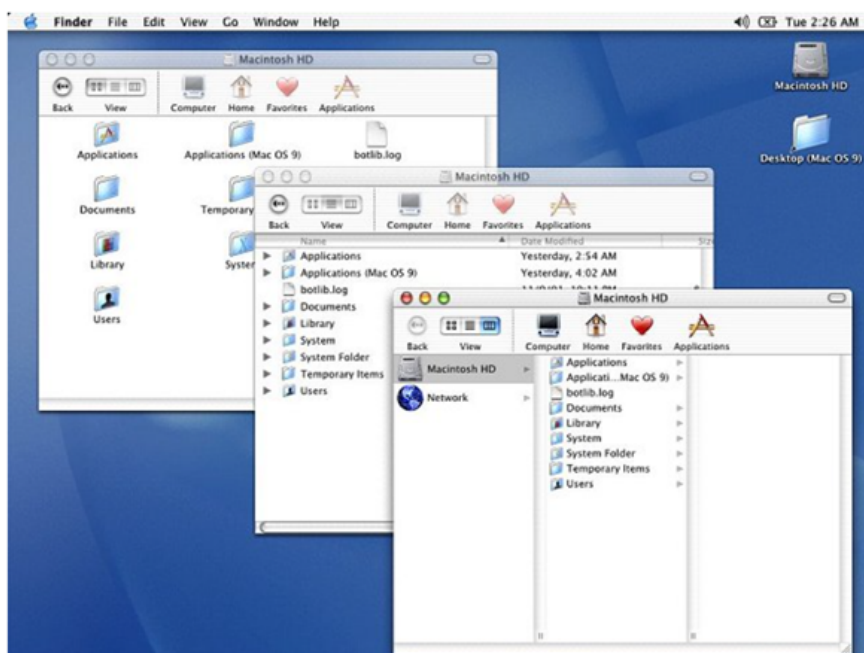 Finder File Edit View Go Window Help Tue 2:26 AM
Macintosh HD
Desktop (Mac OS 9)
Macintosh HD
Back View Computer Home Favorites Applications
Applications Applications (Mac OS 9) botlib.log
Documents Temporary
Library System
Users
Macintosh HD
Back View Computer Home Favorites Applications
Name Date Modified Size
Applications Yesterday, 2:54 AM
Applications (Mac OS 9) Yesterday, 4:02 AM
botlib.log
Documents
Library
System
System Folder
Temporary Items
Users
Macintosh HD
Back View Computer Home Favorites Applications
Macintosh HD
Network
Applications
Applicati...Mac OS 9)
botlib.log
Documents
Library
System
System Folder
Temporary Items
Users